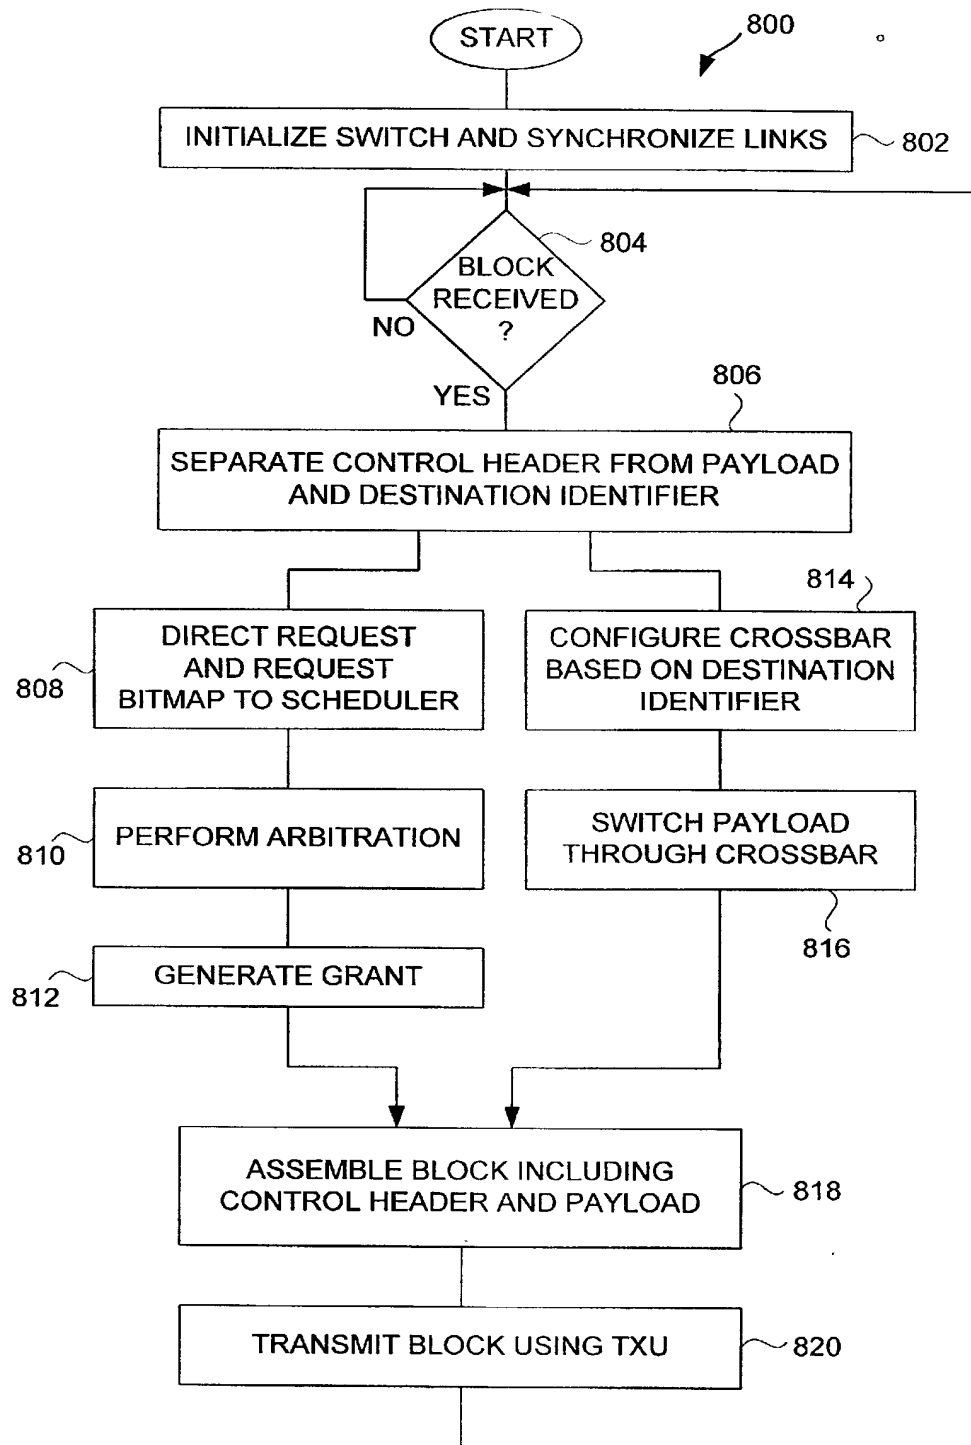 START
800
INITIALIZE SWITCH AND SYNCHRONIZE LINKS
802
804
BLOCK
RECEIVED
?
NO
YES
806
SEPARATE CONTROL HEADER FROM PAYLOAD
AND DESTINATION IDENTIFIER
814
DIRECT REQUEST
AND REQUEST
BITMAP TO SCHEDULER
808
CONFIGURE CROSSBAR
BASED ON DESTINATION
IDENTIFIER
PERFORM ARBITRATION
810
SWITCH PAYLOAD
THROUGH CROSSBAR
816
GENERATE GRANT
812
ASSEMBLE BLOCK INCLUDING
CONTROL HEADER AND PAYLOAD
818
TRANSMIT BLOCK USING TXU
820